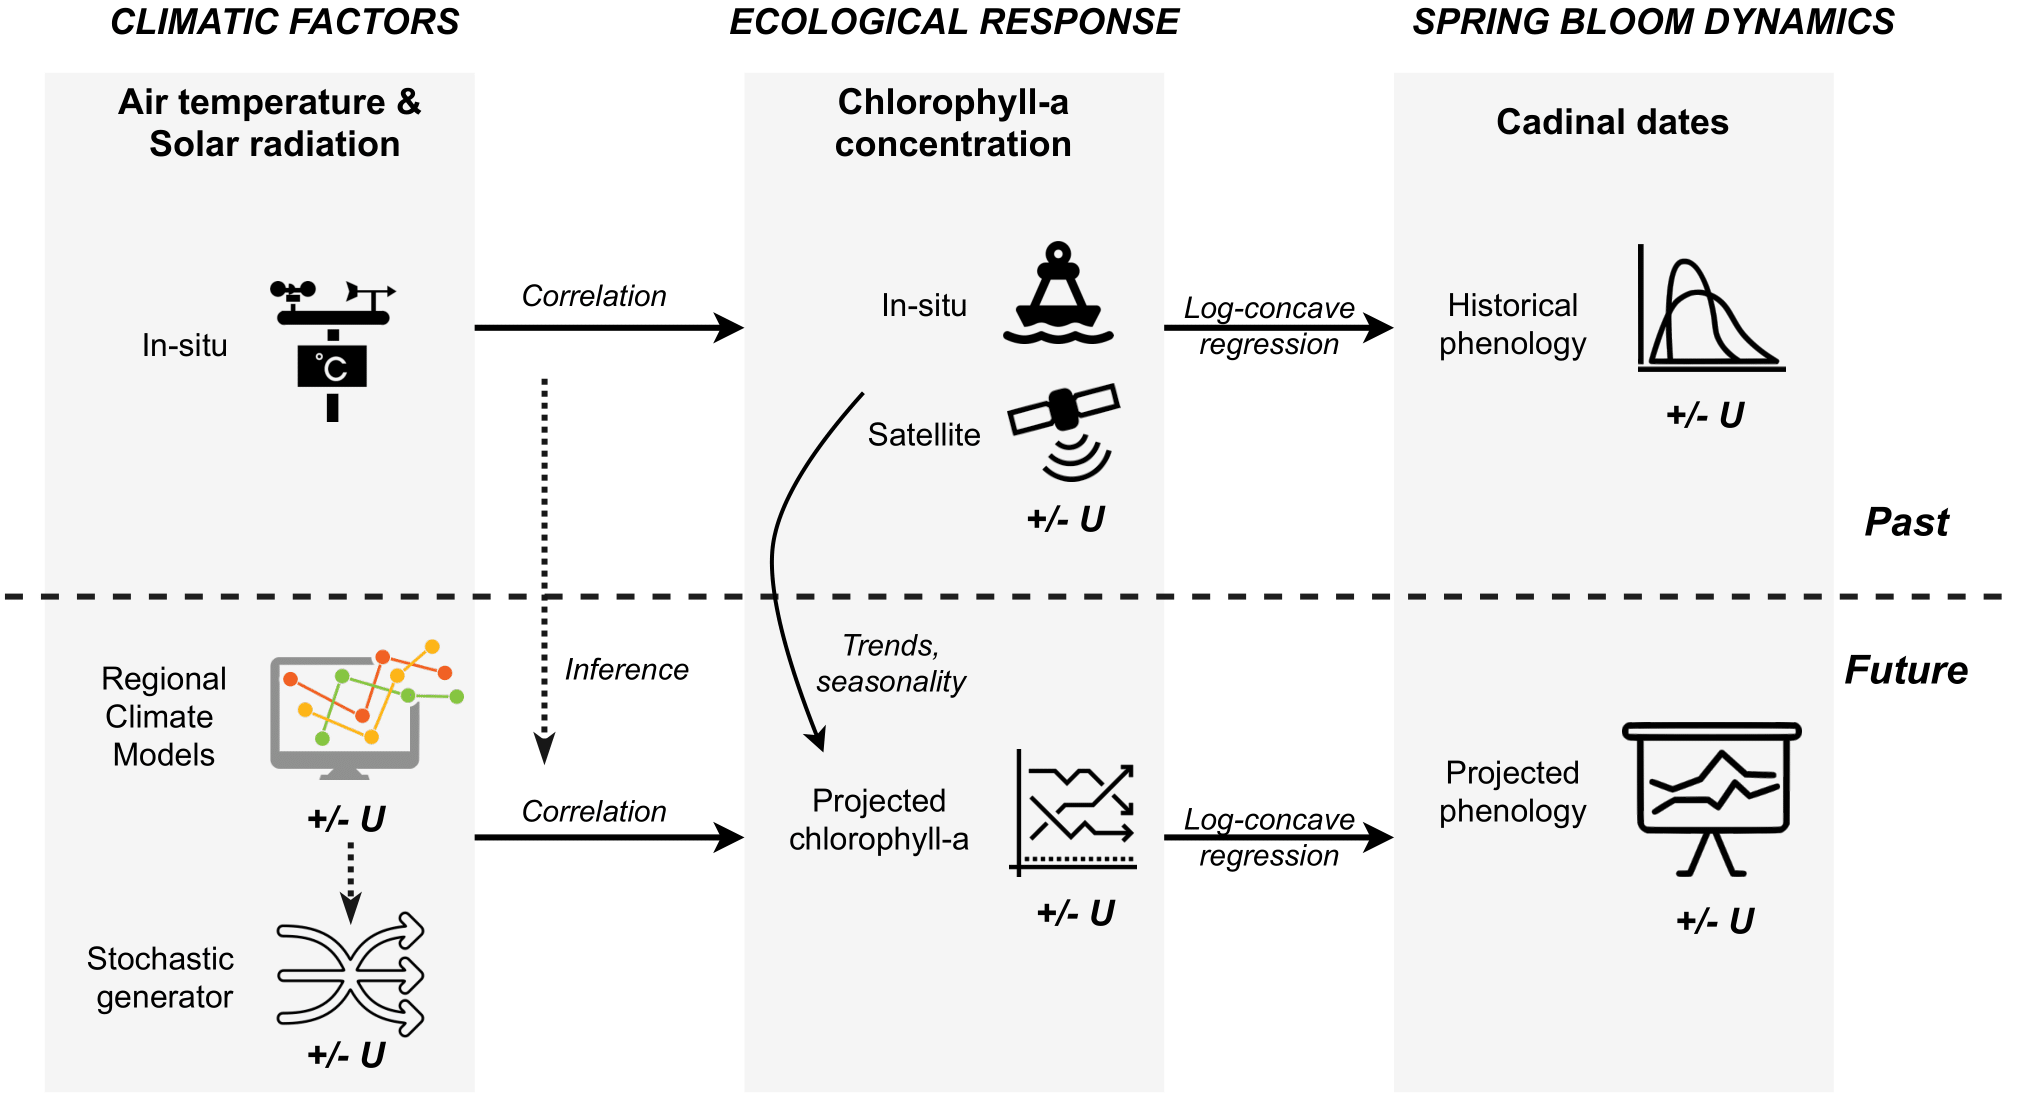 CLIMATIC FACTORS
ECOLOGICAL RESPONSE
SPRING BLOOM DYNAMICS
Air temperature &
Solar radiation
Chlorophyll-a
concentration
Cadinal dates
In-situ
°C
Correlation
In-situ
Satellite
+/- U
Log-concave
regression
Historical
phenology
+/- U
Past
Future
Regional
Climate
Models
+/- U
Stochastic
generator
+/- U
Inference
Correlation
Trends,
seasonality
Projected
chlorophyll-a
+/- U
Log-concave
regression
Projected
phenology
+/- U